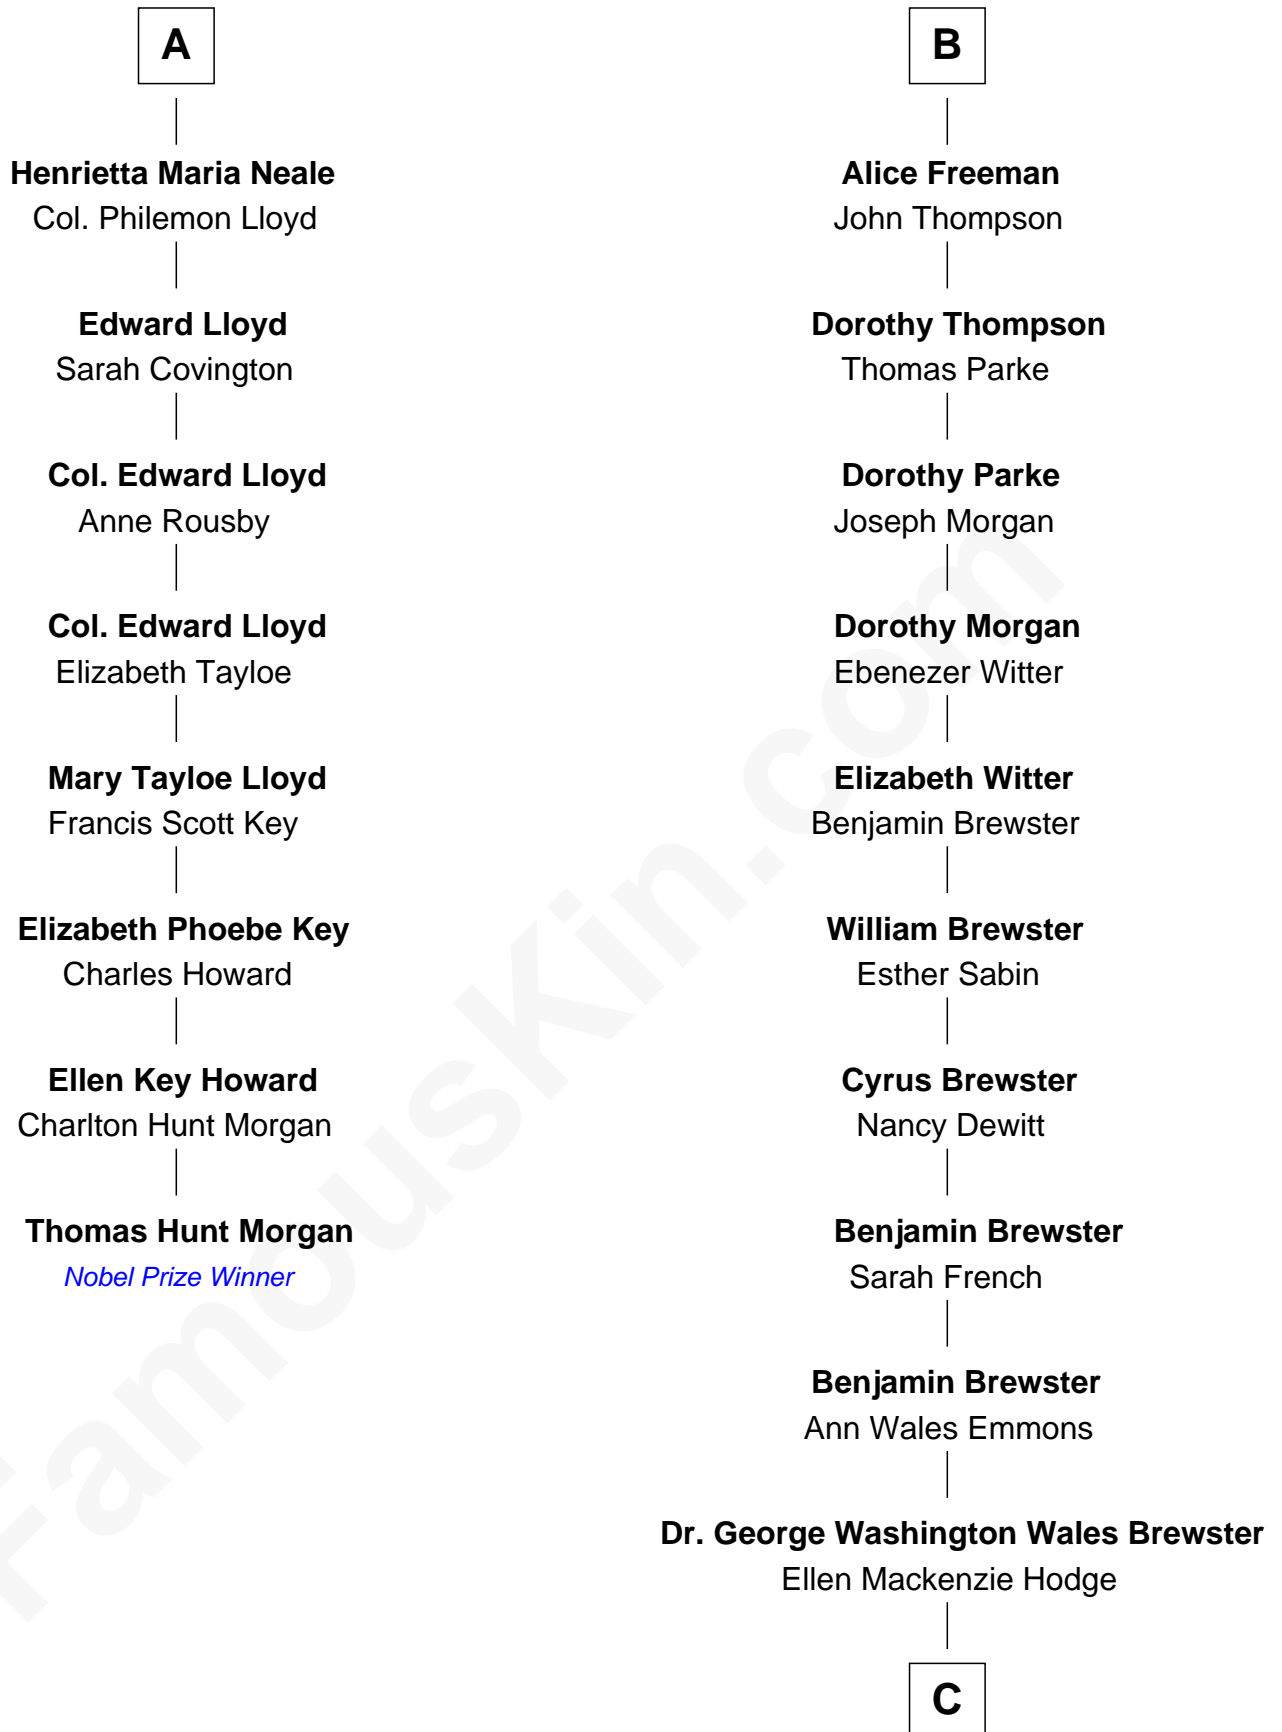 A
Henrietta Maria Neale
Col. Philemon Lloyd
Edward Lloyd
Sarah Covington
Col. Edward Lloyd
Anne Rousby
Col. Edward Lloyd
Elizabeth Tayloe
Mary Tayloe Lloyd
Francis Scott Key
Elizabeth Phoebe Key
Charles Howard
Ellen Key Howard
Charlton Hunt Morgan
Thomas Hunt Morgan
Nobel Prize Winner
B
Alice Freeman
John Thompson
Dorothy Thompson
Thomas Parke
Dorothy Parke
Joseph Morgan
Dorothy Morgan
Ebenezer Witter
Elizabeth Witter
Benjamin Brewster
William Brewster
Esther Sabin
Cyrus Brewster
Nancy Dewitt
Benjamin Brewster
Sarah French
Benjamin Brewster
Ann Wales Emmons
Dr. George Washington Wales Brewster
Ellen Mackenzie Hodge
C
FamousKin.com